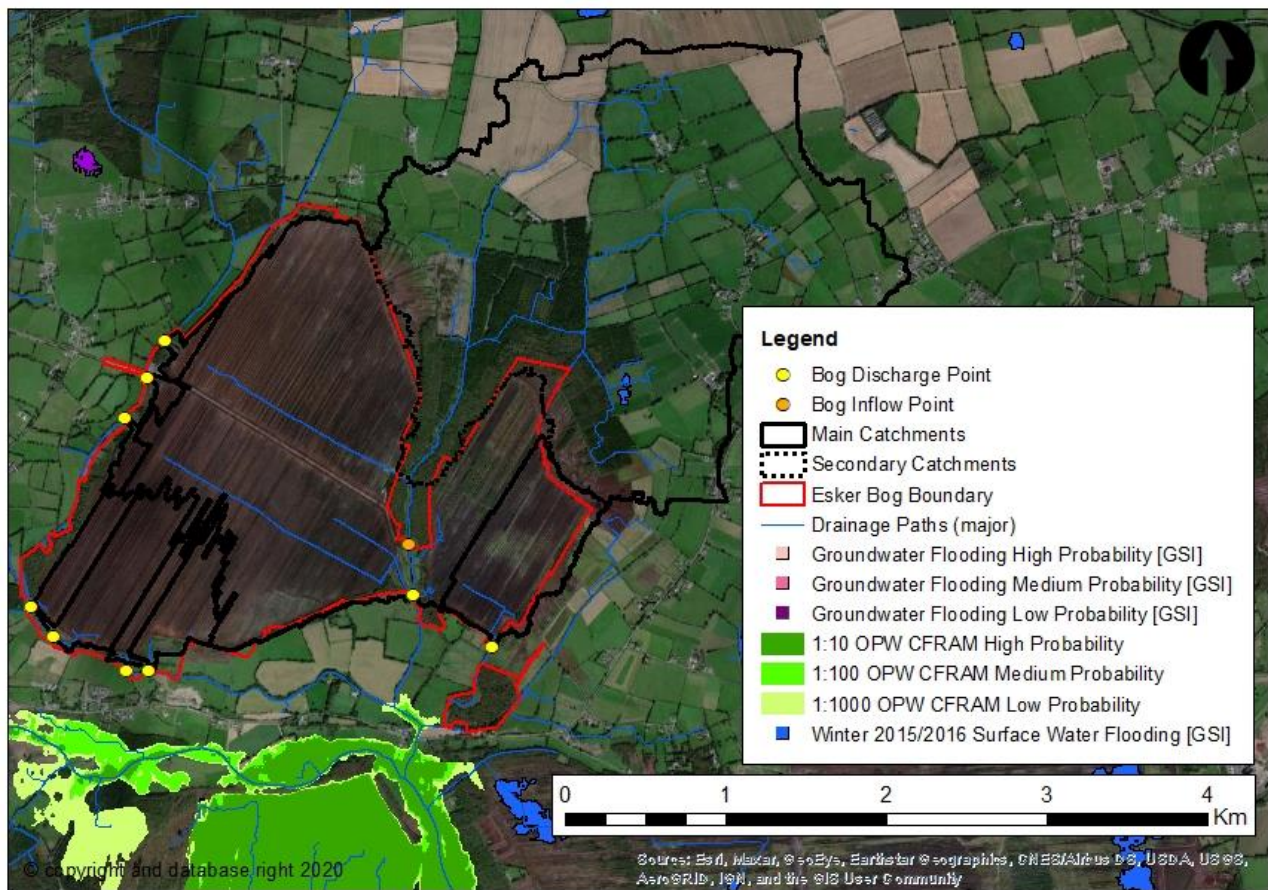 Legend
Bog Discharge Point
Bog Inflow Point
Main Catchments
Secondary Catchments
Esker Bog Boundary
Drainage Paths (major)
Groundwater Flooding High Probability [GSI]
Groundwater Flooding Medium Probability [GSI]
Groundwater Flooding Low Probability [GSI]
1:10 OPW CFRAM High Probability
1:100 OPW CFRAM Medium Probability
1:1000 OPW CFRAM Low Probability
Winter 2015/2016 Surface Water Flooding [GSI]
0 1 2 3 4
Km
© copyright and database right 2020
Source: Esri, Maxar, GeoEye, Earthstar Geographics, CNES/Airbus DS, USDA, USGS,
AeroGRID, IGN, and the GIS User Community